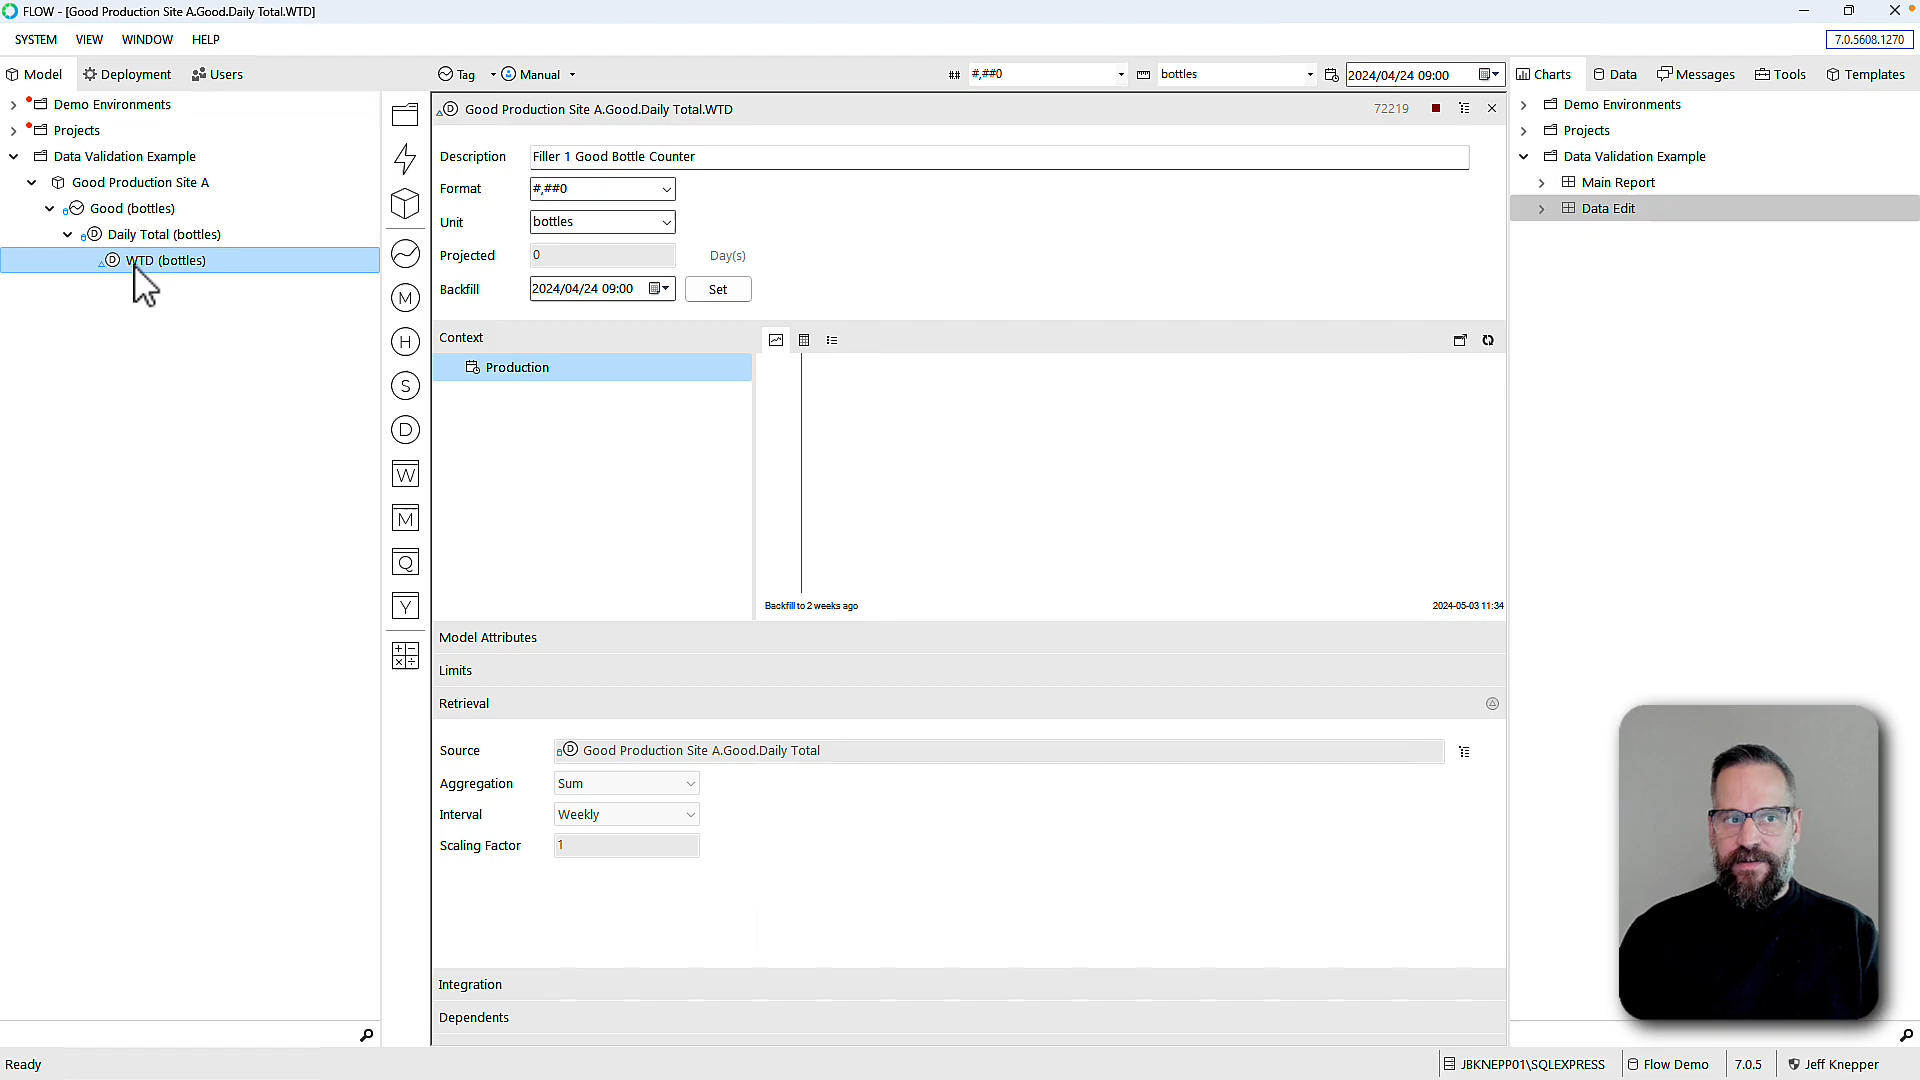 FLOW - [Good Production Site A.Good.Daily Total.WTD]
SYSTEM VIEW WINDOW HELP
7.0.5608.1270
Model Deployment Users
Tag Manual
#,##0
bottles
2024/04/24 09:00
Charts Data Messages Tools Templates
Demo Environments
Projects
Data Validation Example
Good Production Site A
Good (bottles)
Daily Total (bottles)
WTD (bottles)
M
H
S
D
W
M
Q
Y
Good Production Site A.Good.Daily Total.WTD
72219
Description Filler 1 Good Bottle Counter
Format #,##0
Unit bottles
Projected 0 Day(s)
Backfill 2024/04/24 09:00 Set
Context
Production
Backfill to 2 weeks ago
2024-05-03 11:34
Model Attributes
Limits
Retrieval
Source Good Production Site A.Good.Daily Total
Aggregation Sum
Interval Weekly
Scaling Factor 1
Integration
Dependents
Demo Environments
Projects
Data Validation Example
Main Report
Data Edit
Ready
JBKNEPP01\SQLEXPRESS Flow Demo 7.0.5 Jeff Knepper